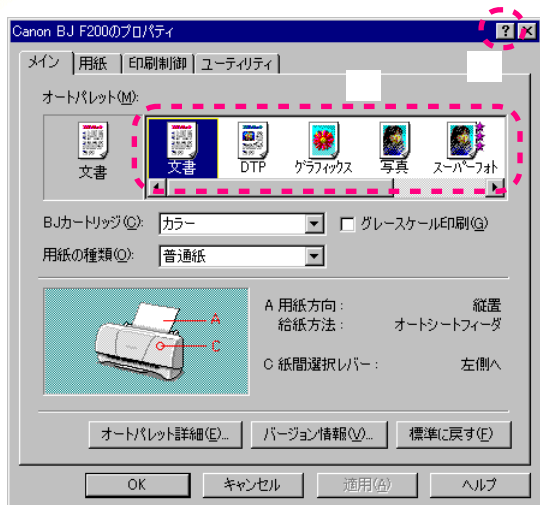 Canon BJ F200のプロパティ ? ×
メイン 用紙 印刷制御 ユーティリティ
オートパレット(M):
文書 文書 DTP グラフィックス 写真 スーパーフォト
BJカートリッジ(C): カラー グレースケール印刷(G)
用紙の種類(O): 普通紙
A 用紙方向: 縦置
給紙方法: オートシートフィーダ
A
C
C 紙間選択レバー: 左側へ
オートパレット詳細(E)... バージョン情報(V)... 標準に戻す(F)
OK キャンセル 適用(A) ヘルプ